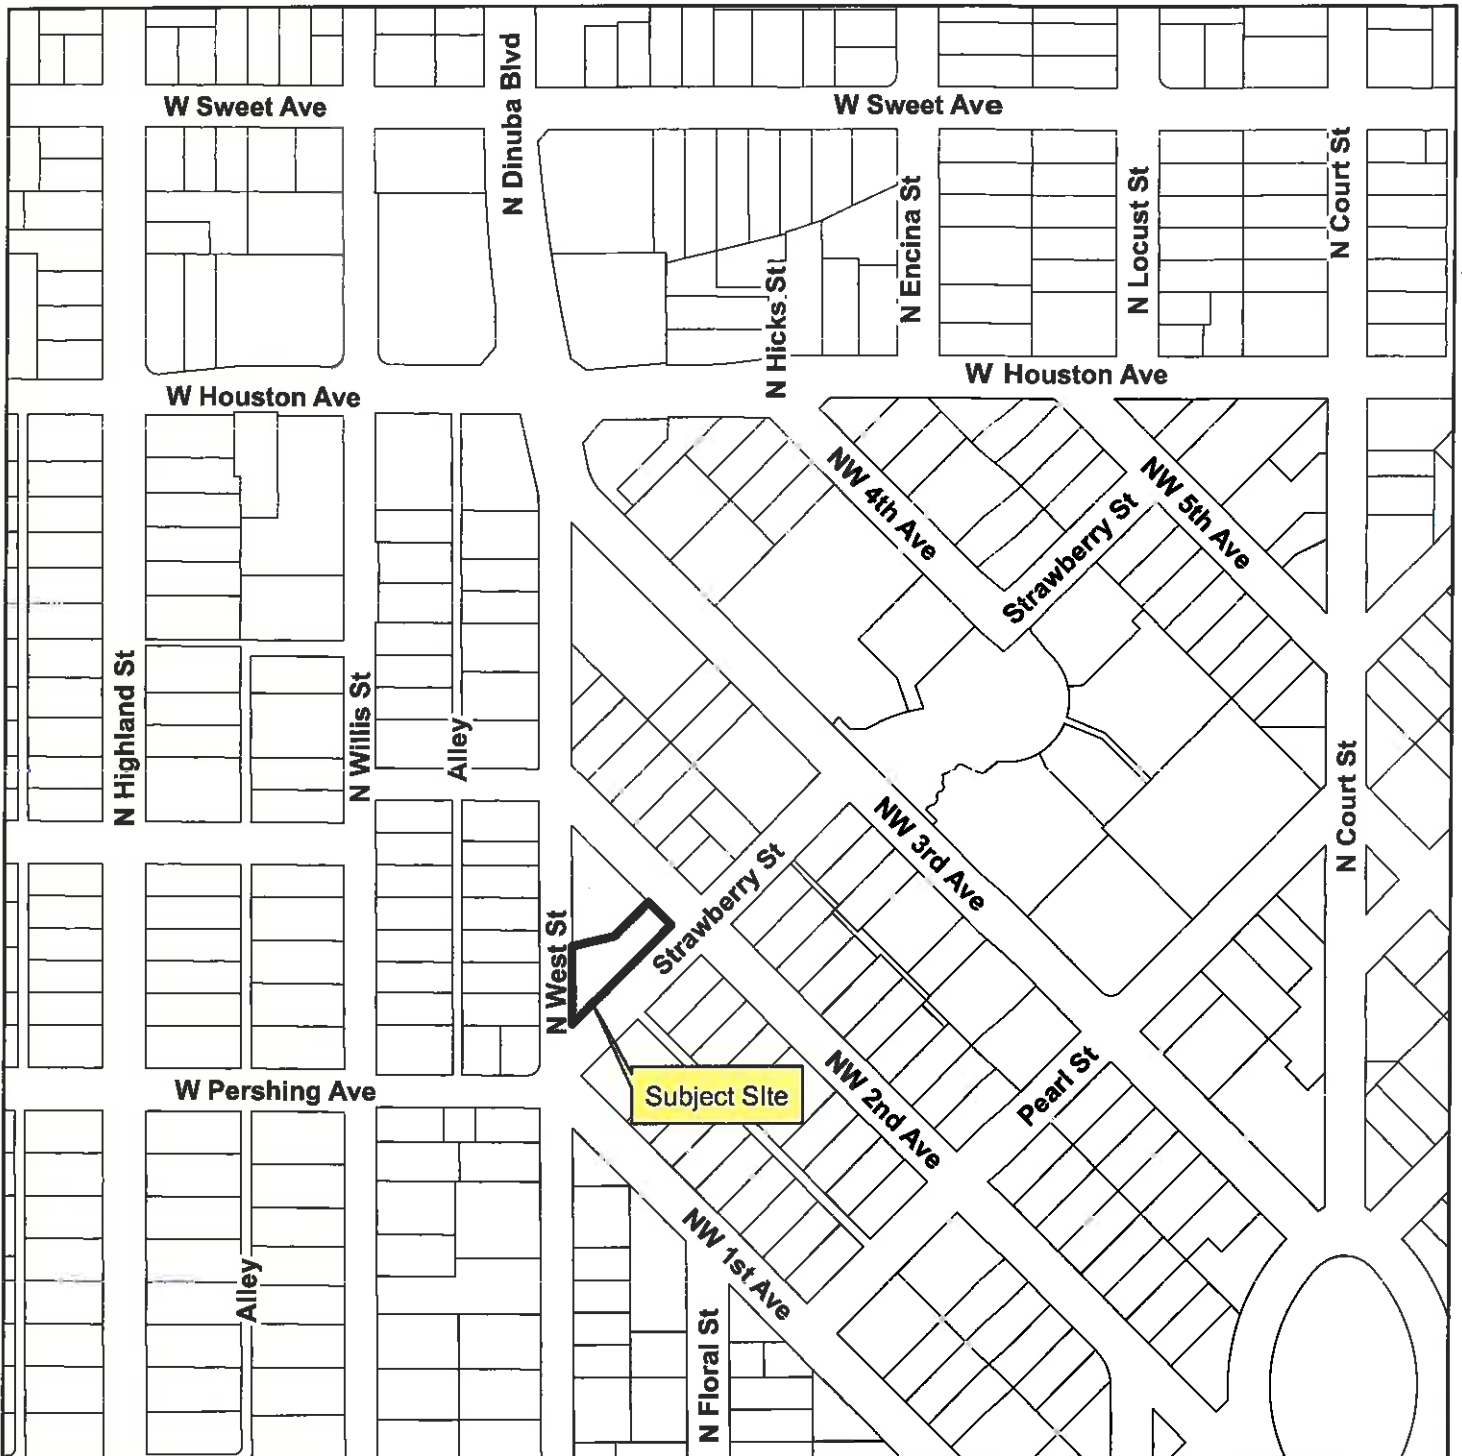 W Sweet Ave
W Sweet Ave
N Dinuba Blvd
N Court St
N Locust St
N Encina St
N Hicks St
W Houston Ave
W Houston Ave
NW 4th Ave
NW 5th Ave
Strawberry St
N Highland St
N Willis St
Alley
N Court St
NW 3rd Ave
Strawberry St
N West St
Subject SIte
W Pershing Ave
NW 2nd Ave
Pearl St
NW 1st Ave
Alley
N Floral St